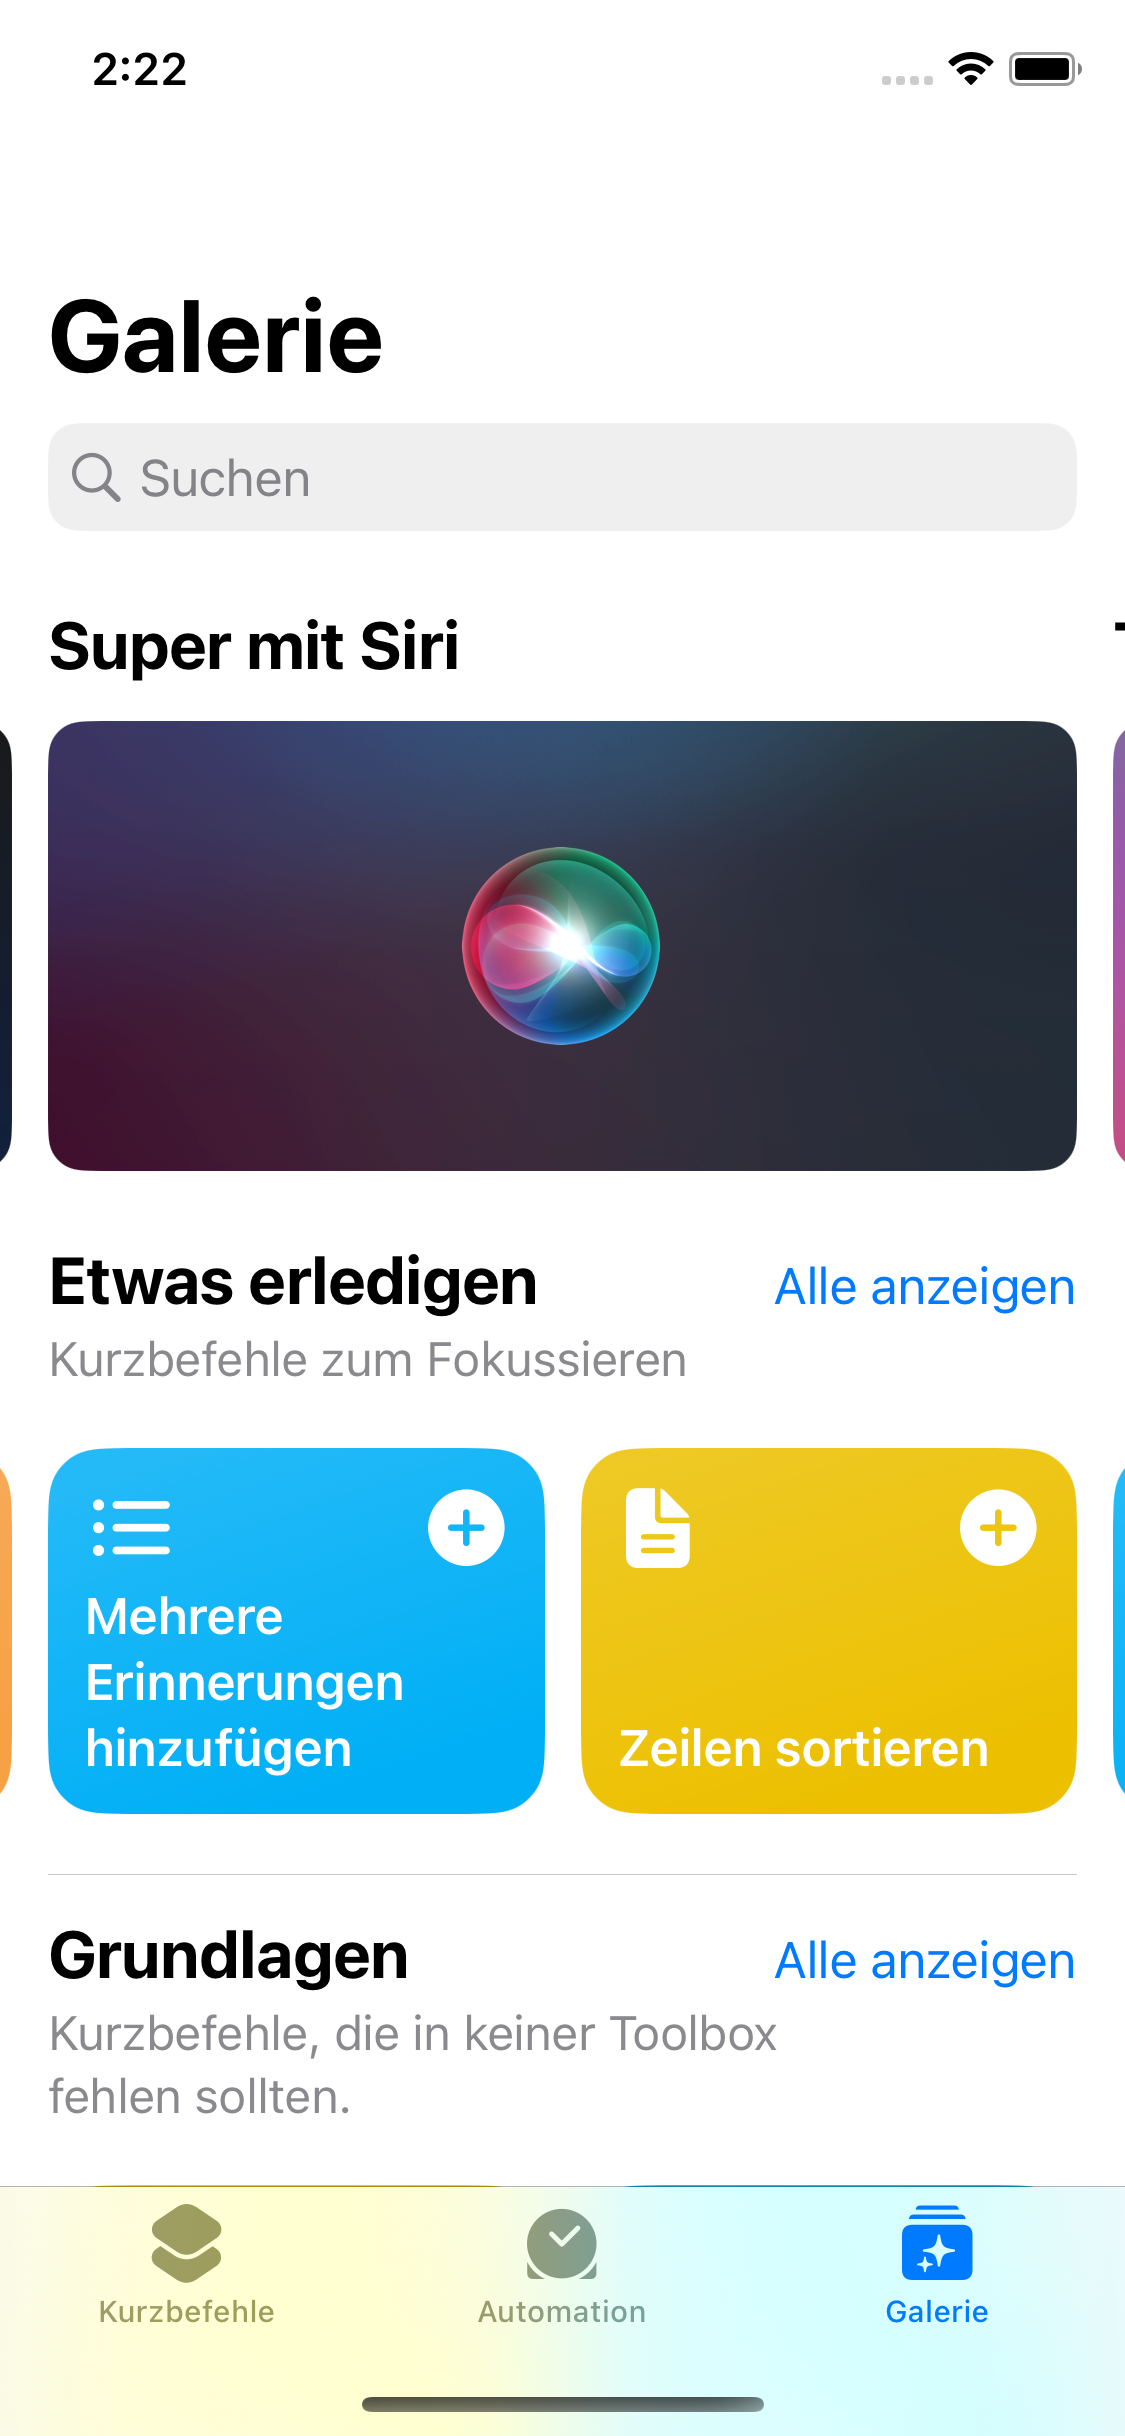 2:22
Galerie
Suchen
Super mit Siri
Etwas erledigen
Alle anzeigen
Kurzbefehle zum Fokussieren
Mehrere
Erinnerungen
hinzufügen
Zeilen sortieren
Grundlagen
Alle anzeigen
Kurzbefehle, die in keiner Toolbox
fehlen sollten.
Kurzbefehle
Automation
Galerie